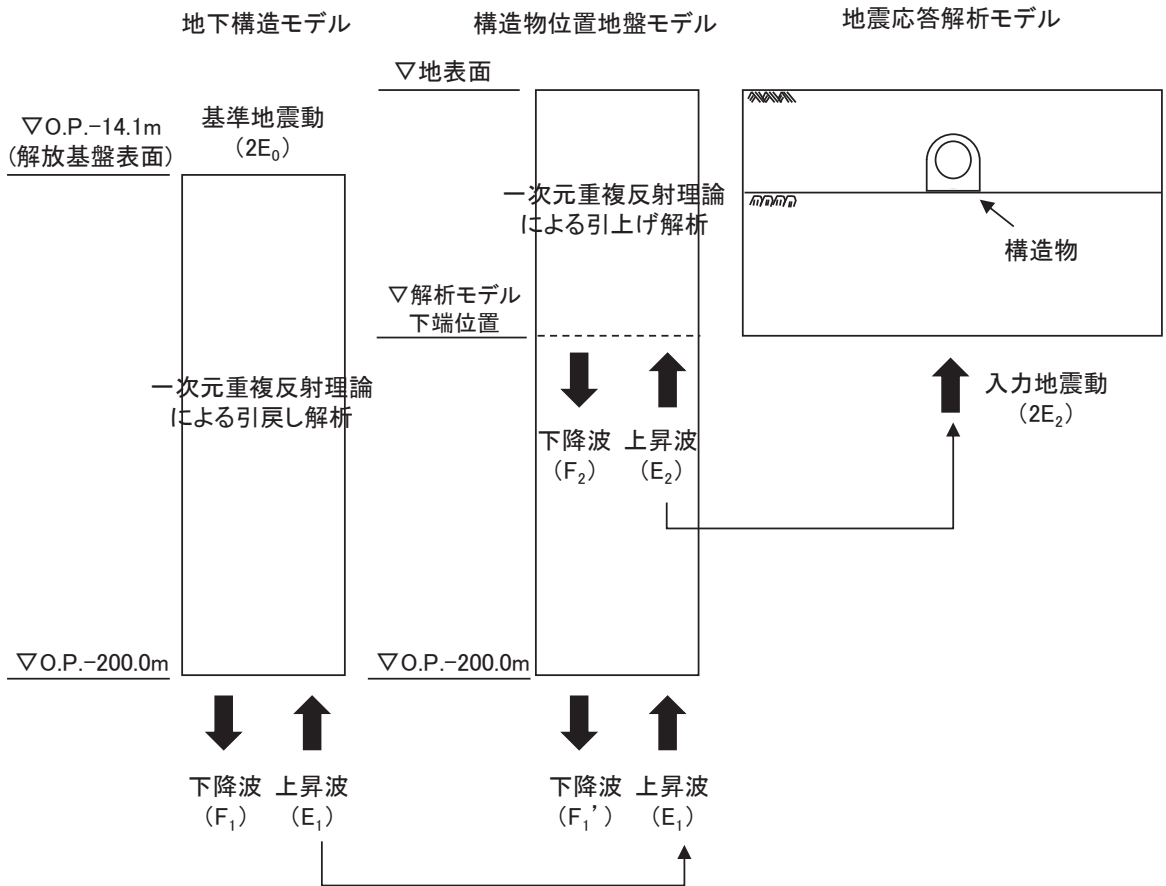 地下構造モデル
構造物位置地盤モデル
地震応答解析モデル
▽O.P.-14.1m
(解放基盤表面)
基準地震動
(2E₀)
一次元重複反射理論
による引戻し解析
▽O.P.-200.0m
下降波
(F₁)
上昇波
(E₁)
▽地表面
一次元重複反射理論
による引上げ解析
▽解析モデル
下端位置
下降波
(F₂)
上昇波
(E₂)
▽O.P.-200.0m
下降波
(F₁’)
上昇波
(E₁)
構造物
入力地震動
(2E₂)